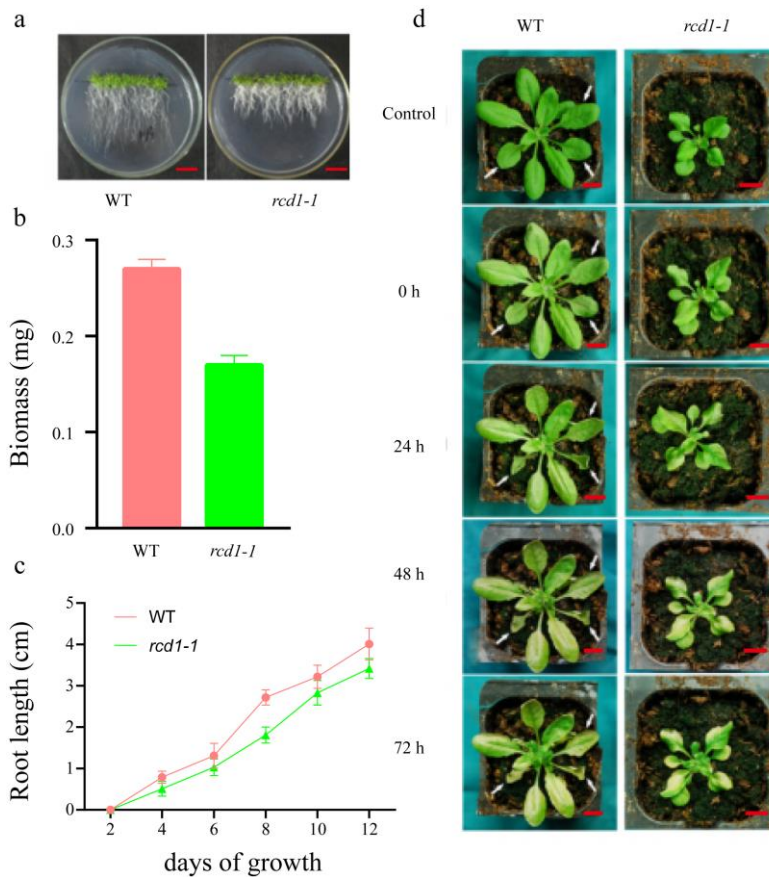 a
WT
rcd1-1
b
Biomass (mg)
0.3
0.2
0.1
0.0
WT
rcd1-1
c
Root length (cm)
5
4
3
2
1
0
WT
rcd1-1
2 4 6 8 10 12
days of growth
d
WT
rcd1-1
Control
0 h
24 h
48 h
72 h